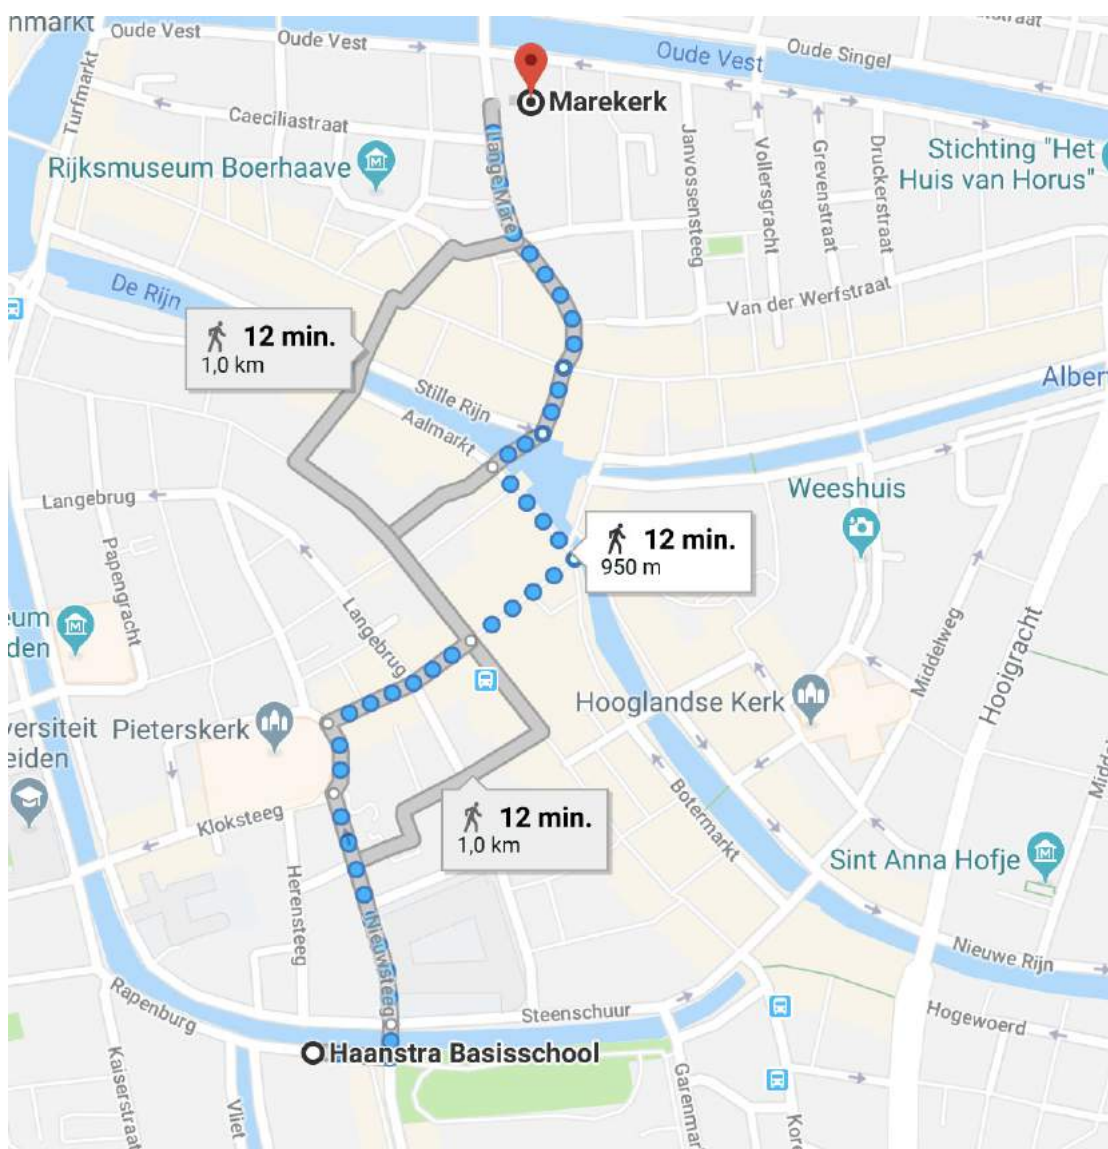 nmarkt
Oude Vest
Oude Vest
Oude Vest
Oude Singel
straat
Turfmarkt
Marekerk
Caeciliastraat
Rijksmuseum Boerhaave
Lange Mare
Janvossensteeg
Vollersgracht
Grevenstraat
Druckerstraat
Stichting "Het
Huis van Horus"
De Rijn
Van der Werfstraat
12 min.
1,0 km
Stille Rijn
Aalmarkt
Alber
Langebrug
Weeshuis
Papengracht
12 min.
950 m
eum
den
Langebrug
Middelweg
Hooigracht
Hooglandse Kerk
versiteit
eiden
Pieterskerk
Midde
Kloksteeg
12 min.
1,0 km
Botermarkt
Sint Anna Hofje
Herensteeg
Nieuwsteeg
Nieuwe Rijn
Rapenburg
Steenschuur
Hogewoerd
Haanstra Basisschool
Kaiserstraat
Vliet
Garenmar
Kore